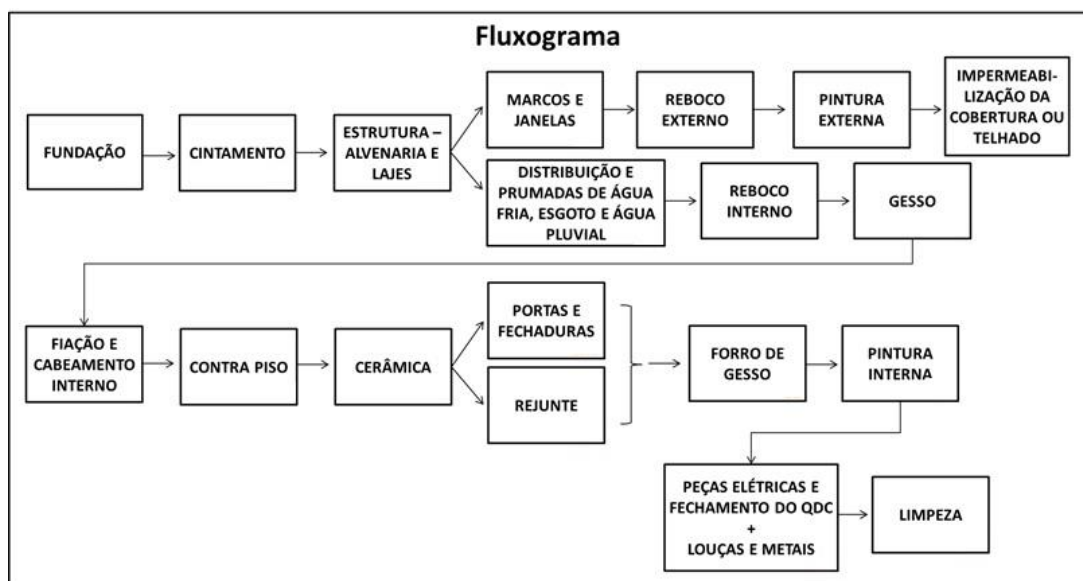 Fluxograma
FUNDAÇÃO
CINTAMENTO
ESTRUTURA –
ALVENARIA E
LAJES
MARCOS E
JANELAS
REBOCO
EXTERNO
PINTURA
EXTERNA
IMPERMEABI-
LIZAÇÃO DA
COBERTURA OU
TELHADO
DISTRIBUIÇÃO E
PRUMADAS DE ÁGUA
FRIA, ESGOTO E ÁGUA
PLUVIAL
REBOCO
INTERNO
GESSO
FIAÇÃO E
CABEAMENTO
INTERNO
CONTRA PISO
CERÂMICA
PORTAS E
FECHADURAS
REJUNTE
FORRO DE
GESSO
PINTURA
INTERNA
PEÇAS ELÉTRICAS E
FECHAMENTO DO QDC
+
LOUÇAS E METAIS
LIMPEZA